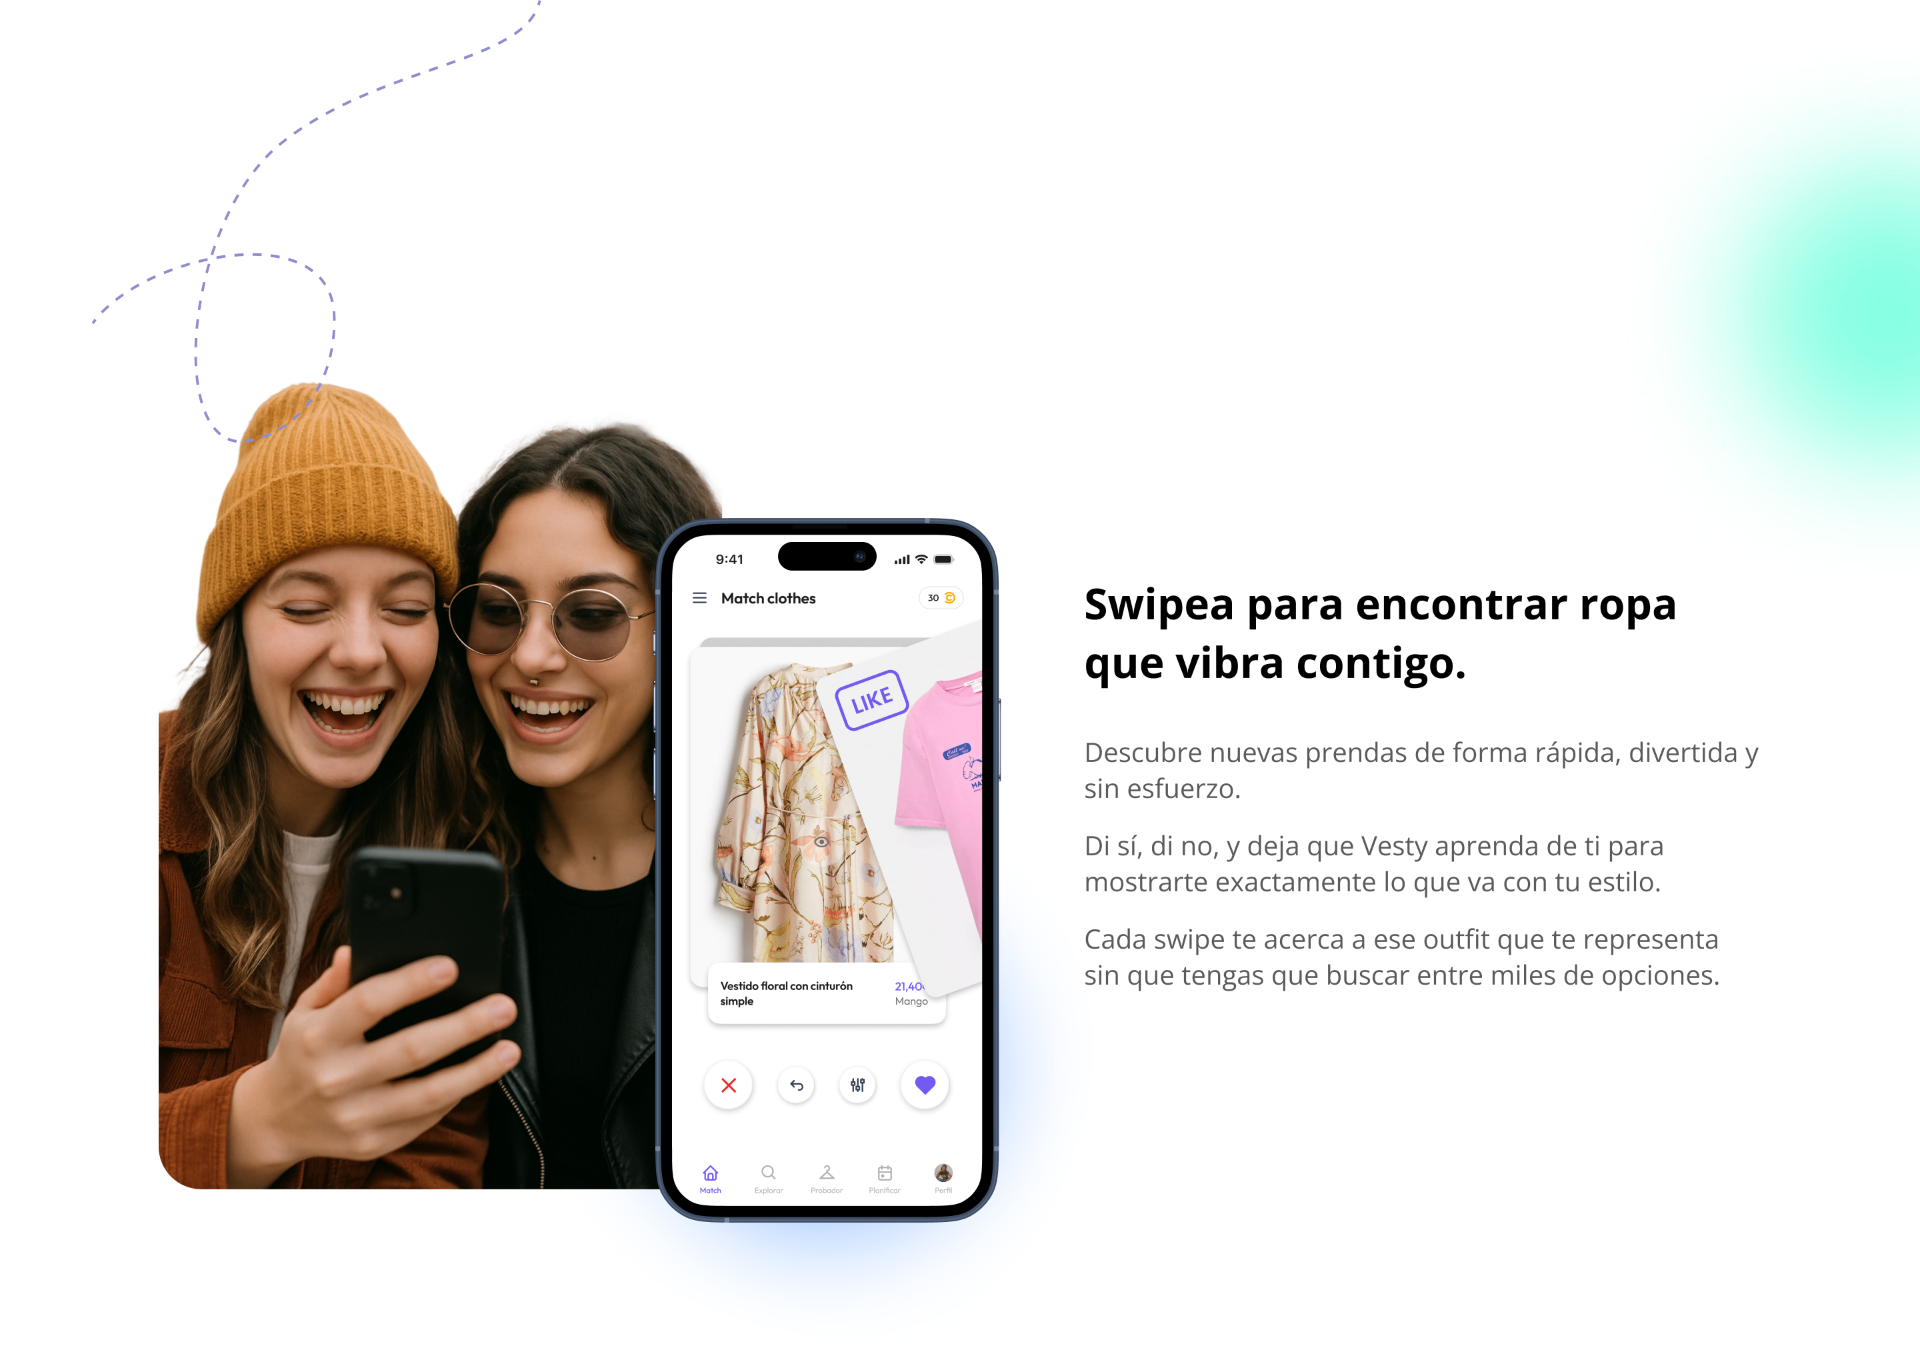 9:41
Match clothes
30
LIKE
Vestido floral con cinturón
simple
21,40
Mango
Match
Explorar
Probador
Planificar
Perfil
Swipea para encontrar ropa
que vibra contigo.
Descubre nuevas prendas de forma rápida, divertida y
sin esfuerzo.
Di sí, di no, y deja que Vesty aprenda de ti para
mostrarte exactamente lo que va con tu estilo.
Cada swipe te acerca a ese outfit que te representa
sin que tengas que buscar entre miles de opciones.